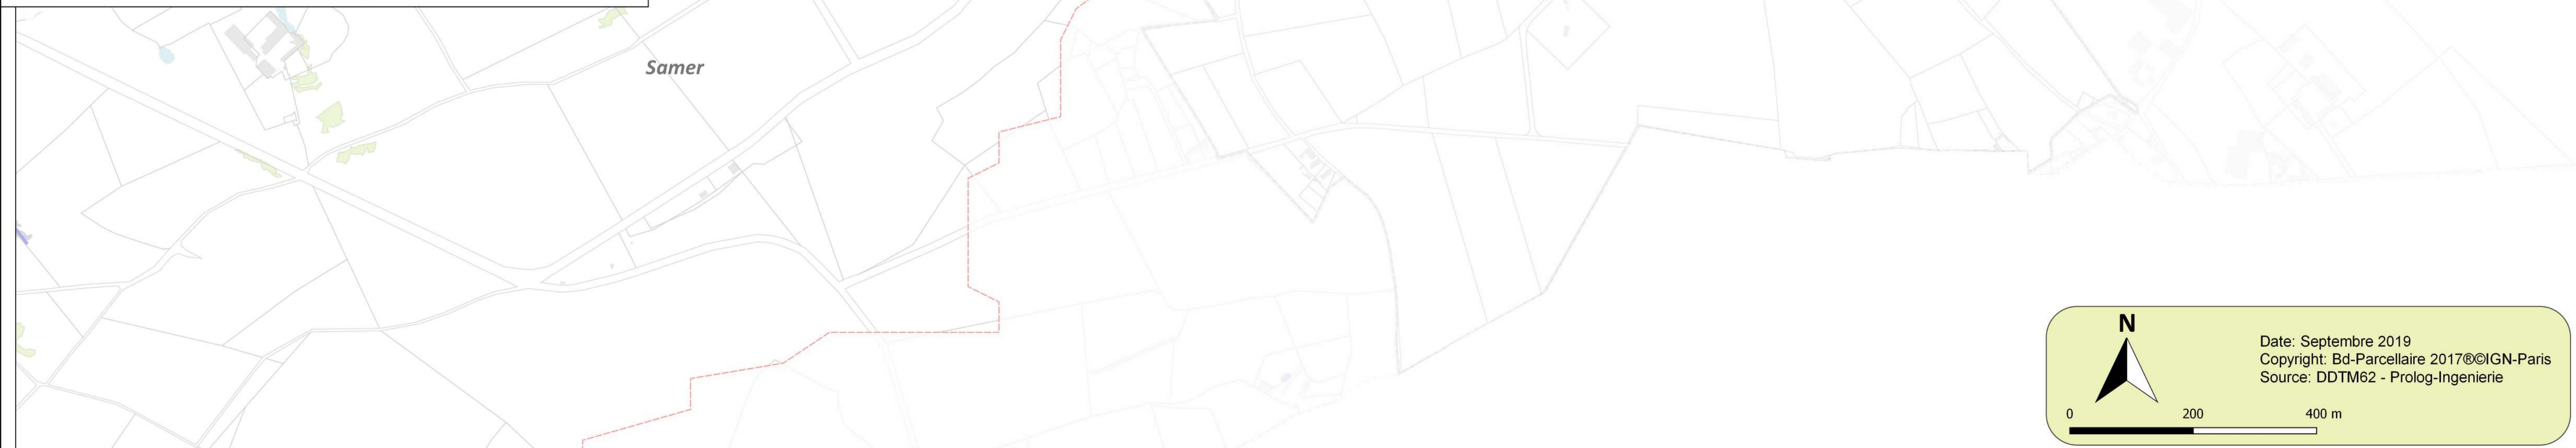 Samer
N
Date: Septembre 2019
Copyright: Bd-Parcellaire 2017®©IGN-Paris
Source: DDTM62 - Prolog-Ingenierie
0 200 400 m